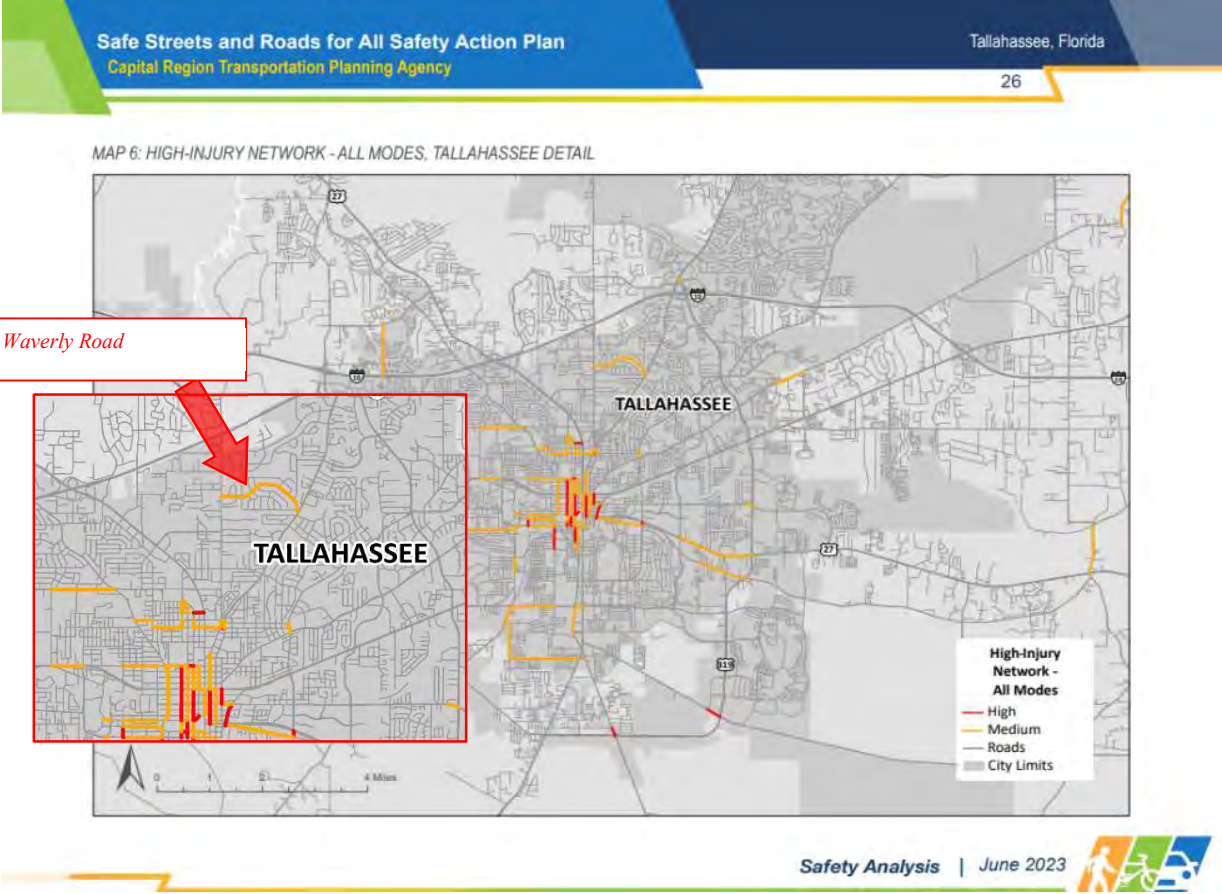 Safe Streets and Roads for All Safety Action Plan
Capital Region Transportation Planning Agency
Tallahassee, Florida
26
MAP 6: HIGH-INJURY NETWORK - ALL MODES, TALLAHASSEE DETAIL
27
10
Waverly Road
10
10
TALLAHASSEE
TALLAHASSEE
27
319
High-Injury
Network -
All Modes
High
Medium
Roads
City Limits
0 1 2 4 Miles
Safety Analysis | June 2023